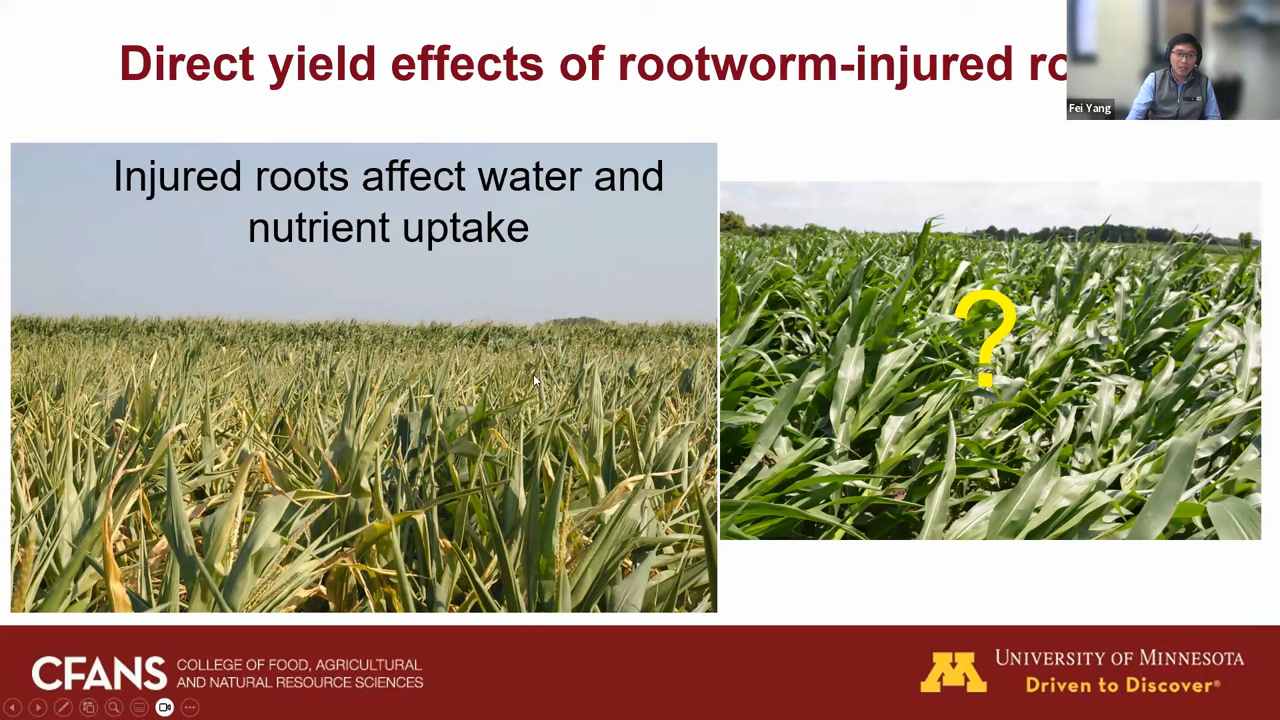 Direct yield effects of rootworm-injured ro
Fei Yang
Injured roots affect water and
nutrient uptake
?
CFANS
COLLEGE OF FOOD, AGRICULTURAL
AND NATURAL RESOURCE SCIENCES
M
UNIVERSITY OF MINNESOTA
Driven to Discover®